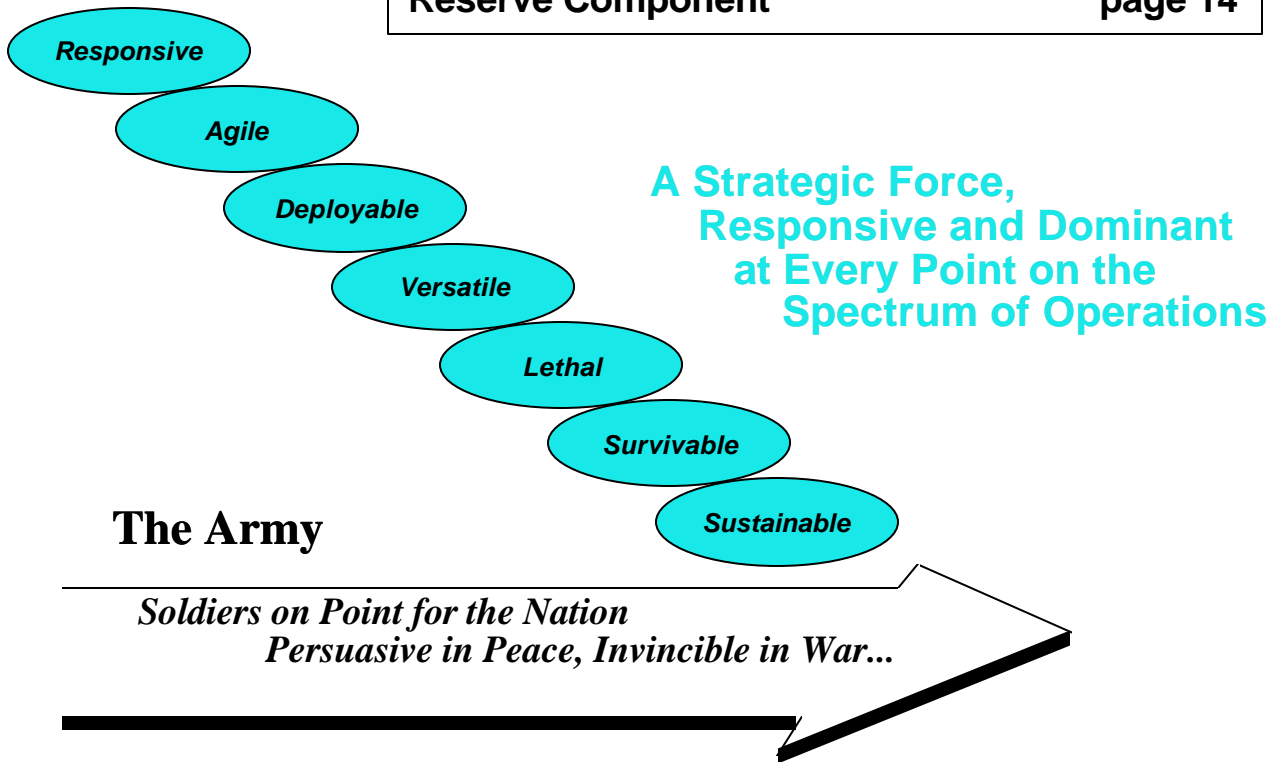 Reserve Component page 14
Responsive
Agile
Deployable
Versatile
Lethal
Survivable
Sustainable
A Strategic Force,
Responsive and Dominant
at Every Point on the
Spectrum of Operations
The Army
Soldiers on Point for the Nation
Persuasive in Peace, Invincible in War...